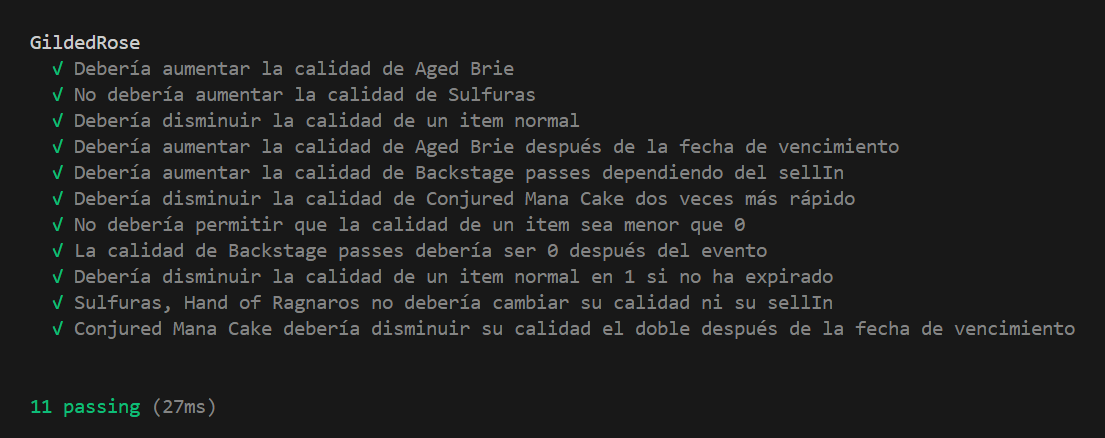 GildedRose
√ Debería aumentar la calidad de Aged Brie
√ No debería aumentar la calidad de Sulfuras
√ Debería disminuir la calidad de un item normal
√ Debería aumentar la calidad de Aged Brie después de la fecha de vencimiento
√ Debería aumentar la calidad de Backstage passes dependiendo del sellIn
√ Debería disminuir la calidad de Conjured Mana Cake dos veces más rápido
√ No debería permitir que la calidad de un item sea menor que 0
√ La calidad de Backstage passes debería ser 0 después del evento
√ Debería disminuir la calidad de un item normal en 1 si no ha expirado
√ Sulfuras, Hand of Ragnaros no debería cambiar su calidad ni su sellIn
√ Conjured Mana Cake debería disminuir su calidad el doble después de la fecha de vencimiento
11 passing (27ms)